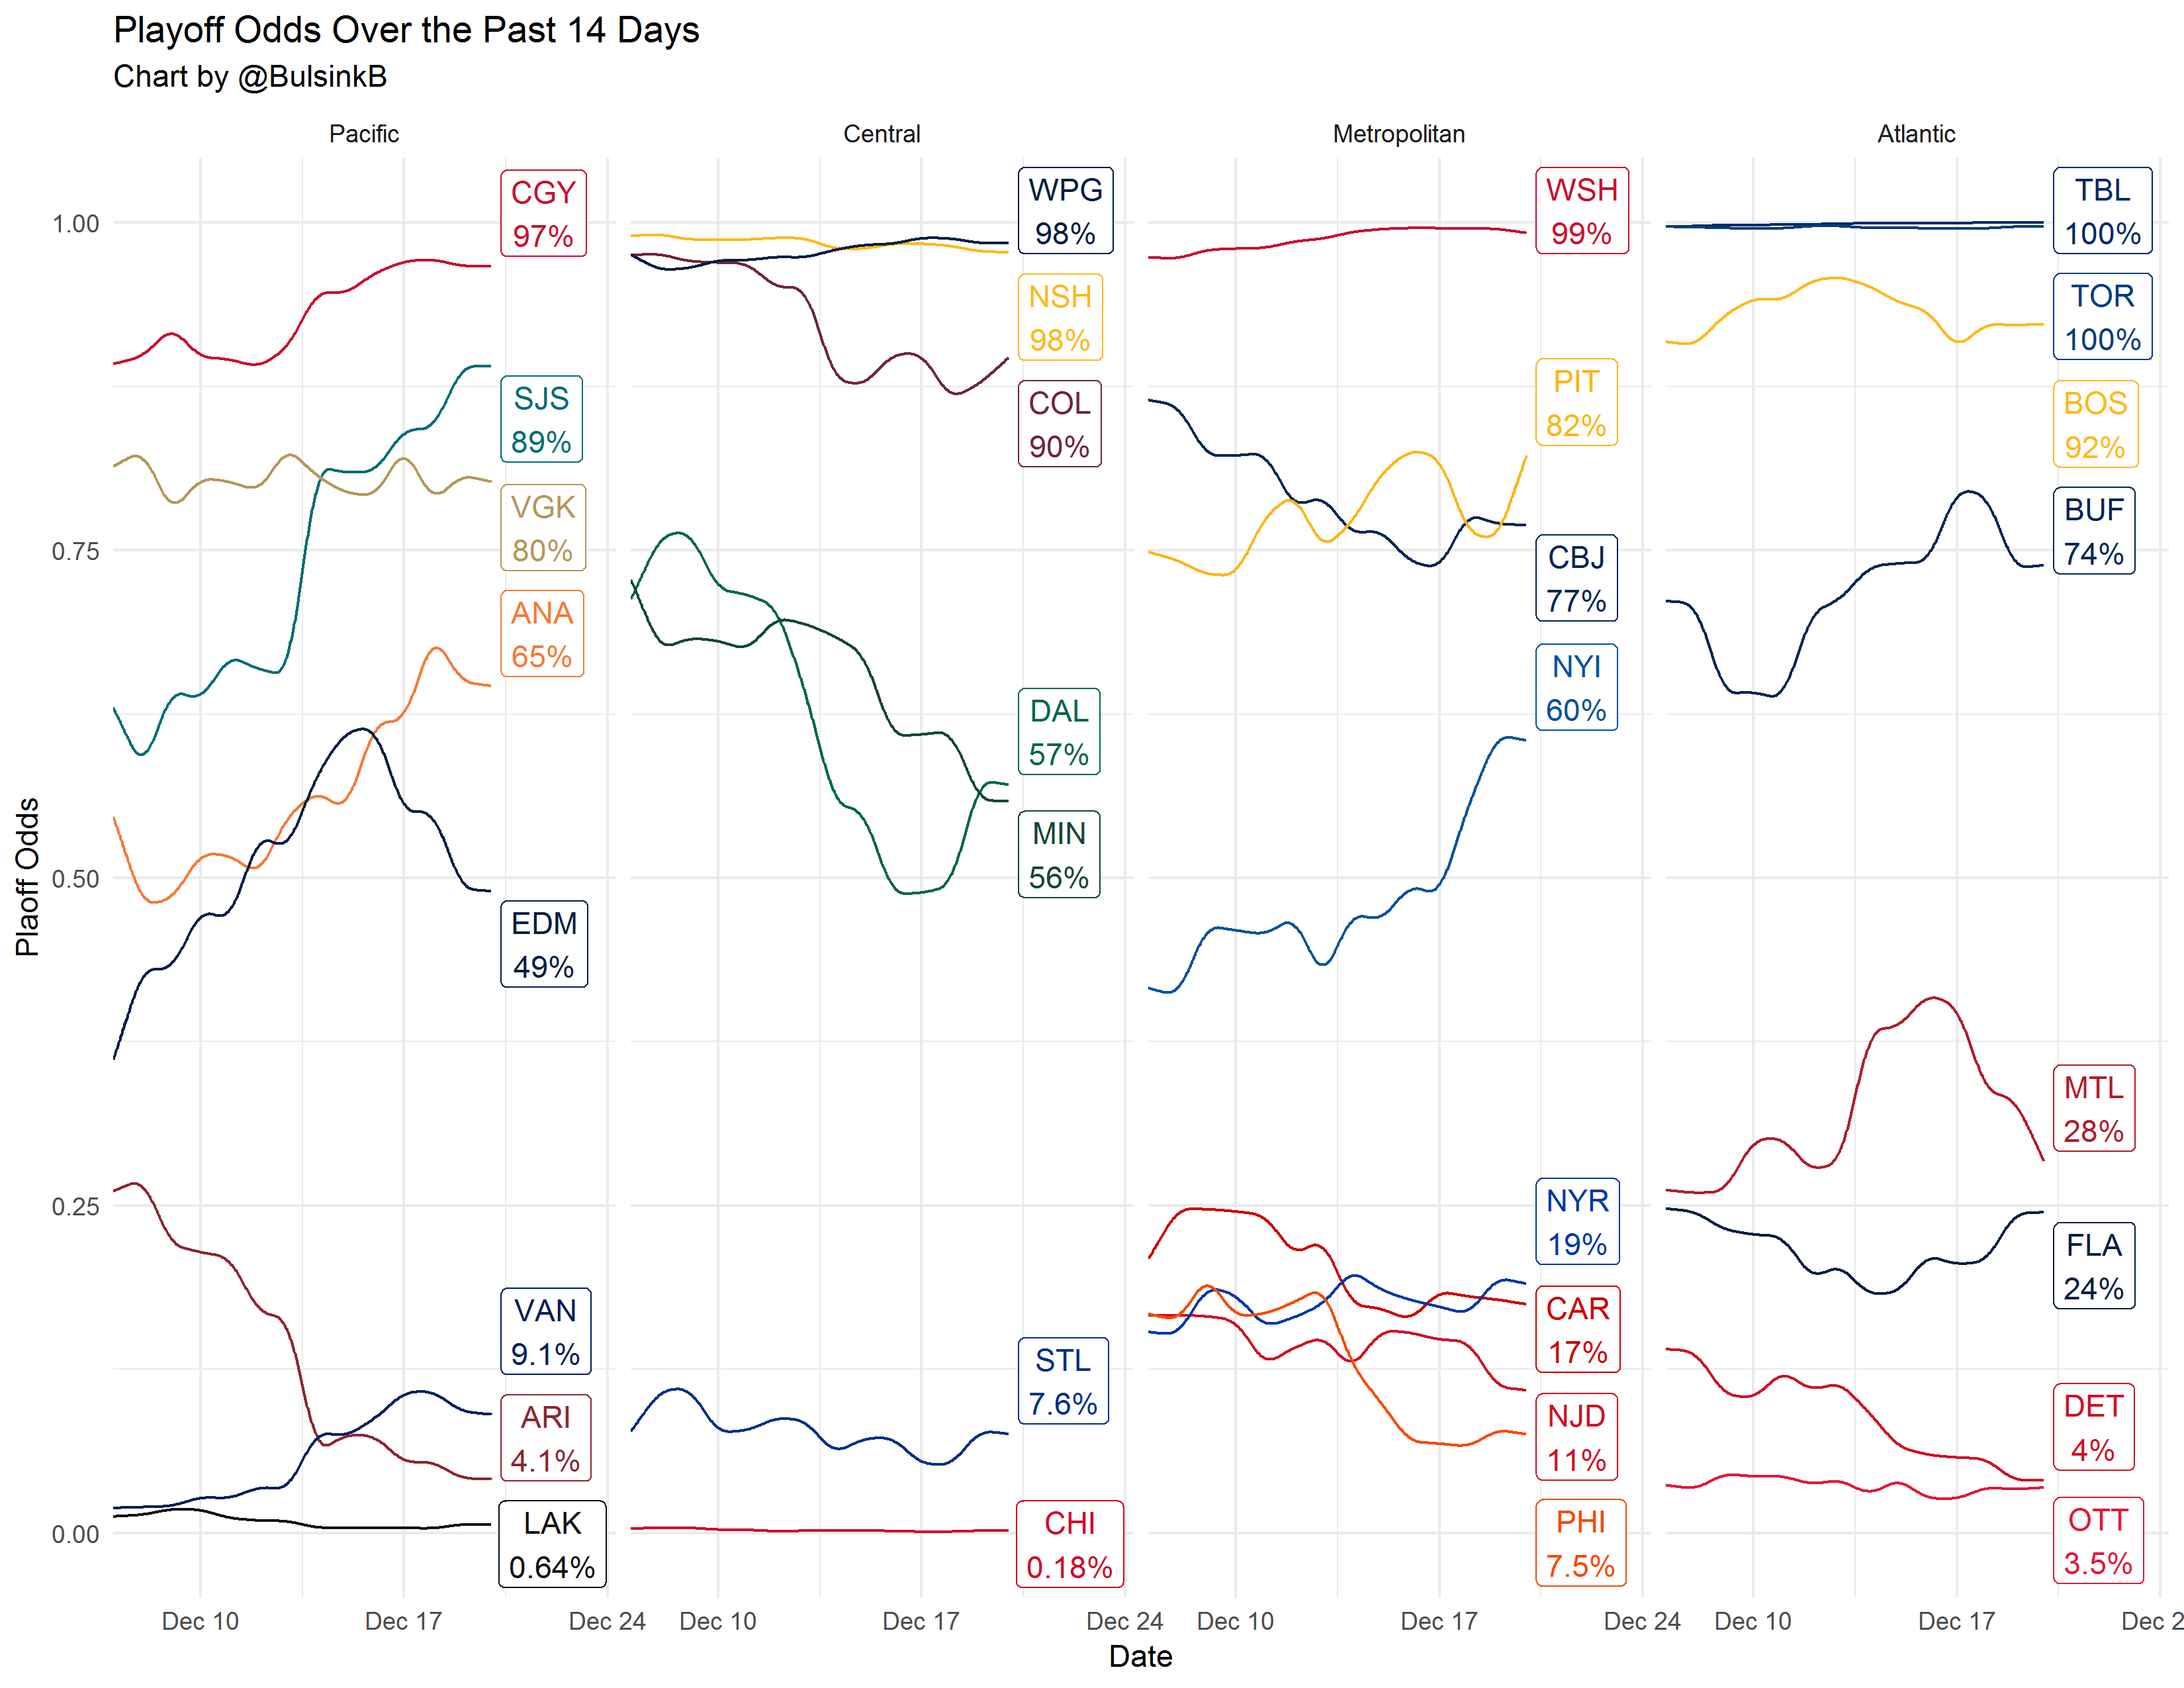 Playoff Odds Over the Past 14 Days
Chart by @BulsinkB
Pacific
Central
Metropolitan
Atlantic
Plaoff Odds
1.00
0.75
0.50
0.25
0.00
CGY
97%
SJS
89%
VGK
80%
ANA
65%
EDM
49%
VAN
9.1%
ARI
4.1%
LAK
0.64%
WPG
98%
NSH
98%
COL
90%
DAL
57%
MIN
56%
STL
7.6%
CHI
0.18%
WSH
99%
PIT
82%
CBJ
77%
NYI
60%
NYR
19%
CAR
17%
NJD
11%
PHI
7.5%
TBL
100%
TOR
100%
BOS
92%
BUF
74%
MTL
28%
FLA
24%
DET
4%
OTT
3.5%
Dec 10 Dec 17 Dec 24 Dec 10 Dec 17 Dec 24 Dec 10 Dec 17 Dec 24 Dec 10 Dec 17 Dec 2
Date